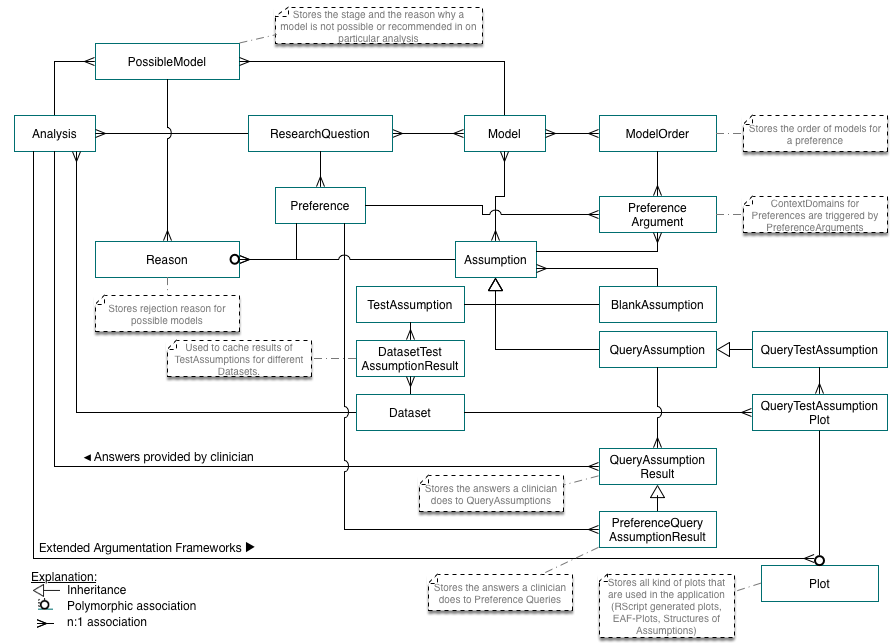 Stores the stage and the reason why a
model is not possible or recommended in on
particular analysis
PossibleModel
Analysis
ResearchQuestion
Model
ModelOrder
Stores the order of models for
a preference
Preference
Preference
Argument
ContextDomains for
Preferences are triggered by
PreferenceArguments
Reason
Assumption
Stores rejection reason for
possible models
TestAssumption
BlankAssumption
Used to cache results of
TestAssumptions for different
Datasets.
DatasetTest
AssumptionResult
QueryAssumption
QueryTestAssumption
Dataset
QueryTestAssumption
Plot
◄ Answers provided by clinician
QueryAssumption
Result
Stores the answers a clinician
does to QueryAssumptions
PreferenceQuery
AssumptionResult
Extended Argumentation Frameworks ►
Stores the answers a clinician
does to Preference Queries
Stores all kind of plots that
are used in the application
(RScript generated plots,
EAF-Plots, Structures of
Assumptions)
Plot
Explanation:
Inheritance
Polymorphic association
n:1 association